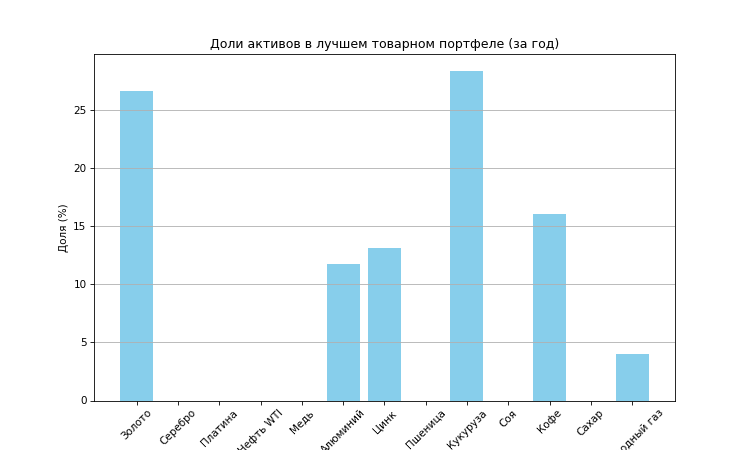 Доли активов в лучшем товарном портфеле (за год)
Доля (%)
25
20
15
10
5
0
Золото
Серебро
Платина
Нефть WTI
Медь
Алюминий
Цинк
Пшеница
Кукуруза
Соя
Кофе
Сахар
одный газ